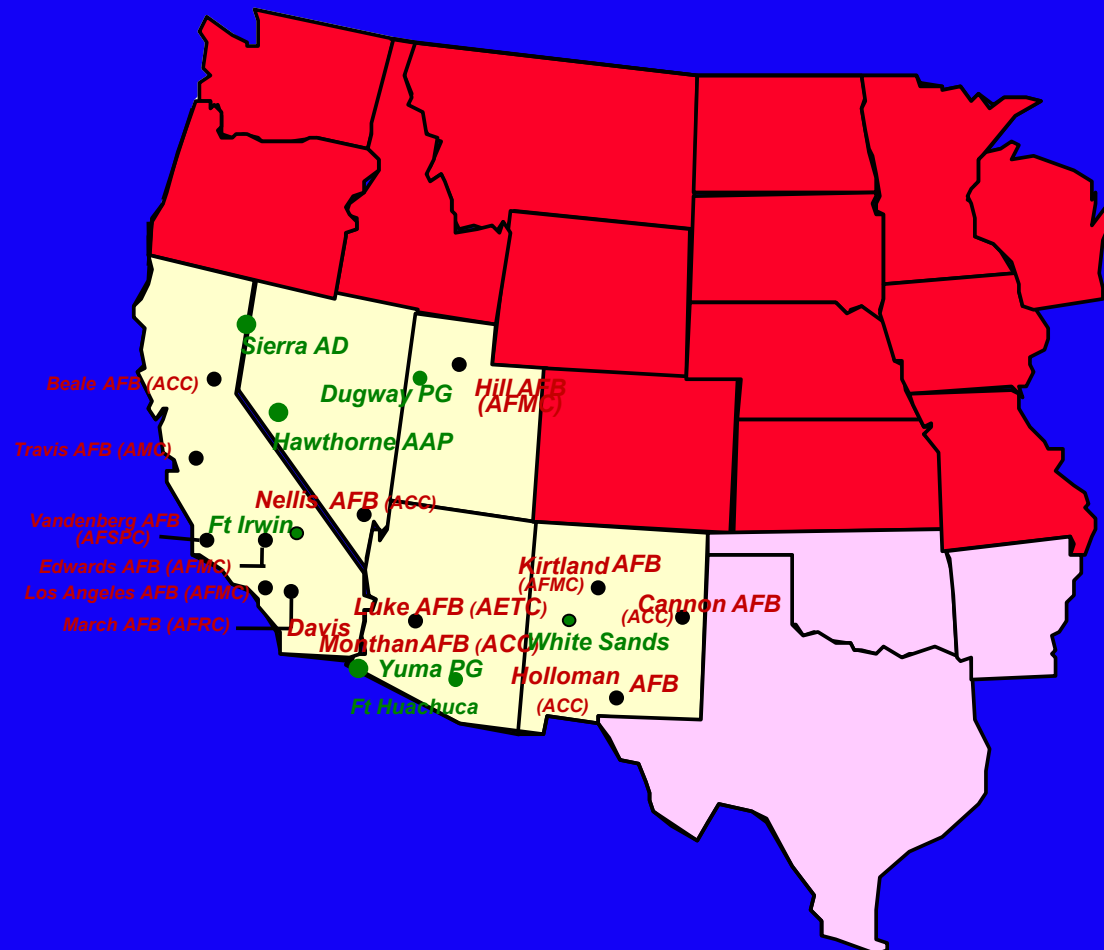 Sierra AD
Beale AFB (ACC)
Dugway PG
Hill AFB
(AFMC)
Hawthorne AAP
Travis AFB (AMC)
Nellis AFB (ACC)
Vandenberg AFB
(AFSPC)
Ft Irwin
Edwards AFB (AFMC)
Los Angeles AFB (AFMC)
March AFB (AFRC)
Kirtland AFB
(AFMC)
Cannon AFB
(ACC)
Luke AFB (AETC)
Davis
Monthan AFB (ACC)
White Sands
Yuma PG
Holloman AFB
(ACC)
Ft Huachuca